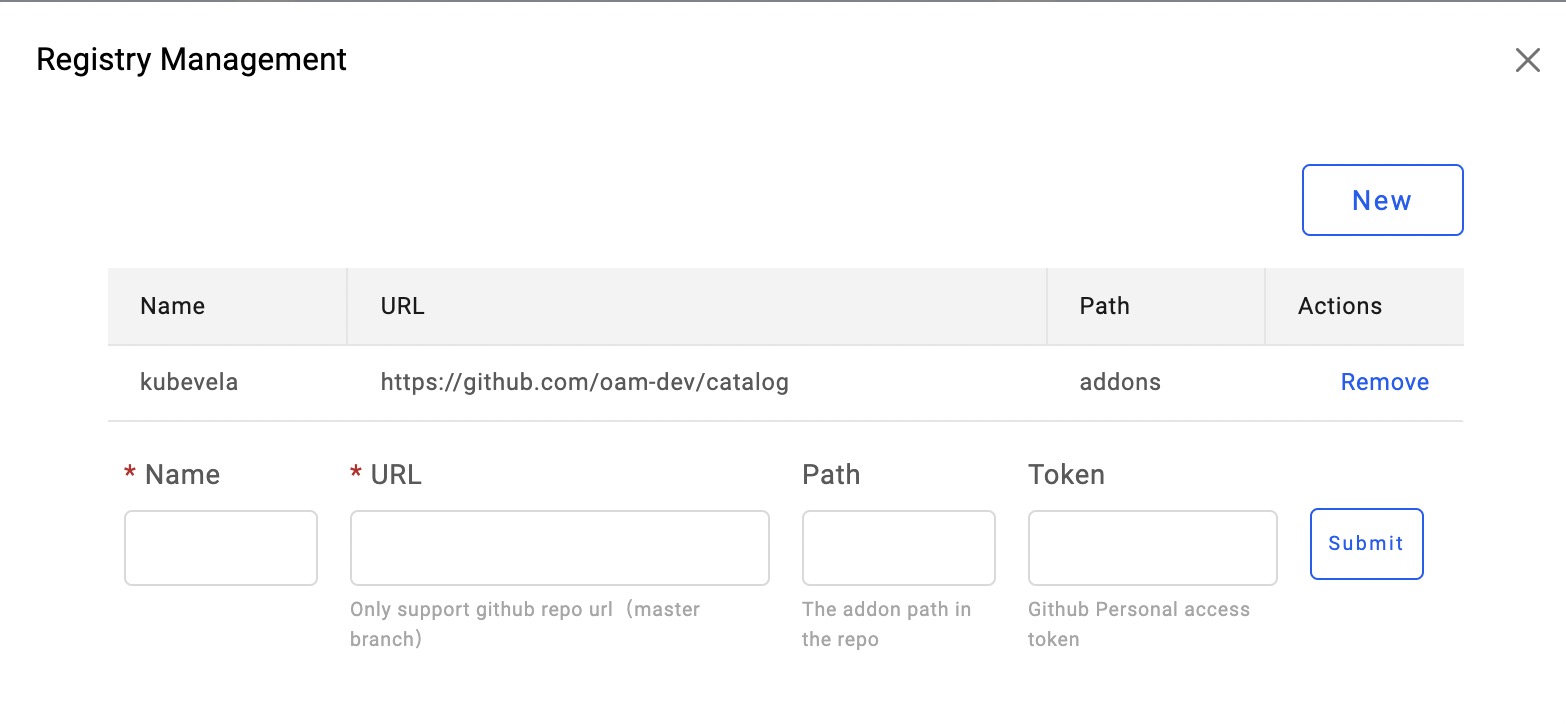 Registry Management
New
Name URL Path Actions
kubevela https://github.com/oam-dev/catalog addons Remove
* Name * URL Path Token
Submit
Only support github repo url（master
branch）
The addon path in
the repo
Github Personal access
token